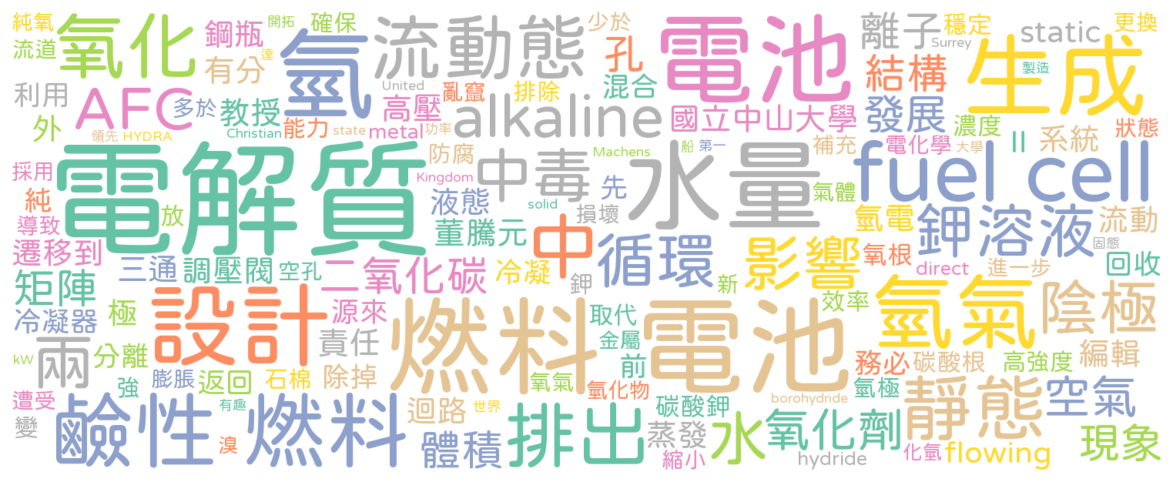 純氧 氧化 鋼瓶 開拓 確保 流動態 少於 電池 離子 穩定 static 更換
流道 有分 達 氫 孔 Surrey 生成
利用 AFC 多於 教授 United 亂竄 排除 混合 結構 製造
外 高壓 alkaline 國立中山大學 發展 濃度 II 系統 狀態
領先 HYDRA Christian 能力 state metal 功率 防腐 Machens 船 第一 補充 電化學 大學
採用 電解質 Kingdom 中毒 水量 fuel cell
純 放 液態 solid 先 氣體 氫電 鉀溶液 流動
導致 董騰元 損壞 中 循環 影響 氧根 固態
遷移到 三通 調壓閥 空孔 二氧化碳 冷凝 鉀 新 direct 進一步 回收
矩陣 極 設計 源來 燃料電池 取代 效率 氫氣 陰極
冷凝器 兩 分離 責任 金屬 前 務必 碳酸根 高強度 編輯
kW 強 膨脹 返回 石棉 除掉 氧氣 氫化物 borohydride 氫極 靜態 空氣
遭受 有趣 世界 迴路 碳酸鉀
變 鹼性燃料 溴 體積 排出 蒸發 水 氧化劑 現象
縮小 hydride 化氫 flowing